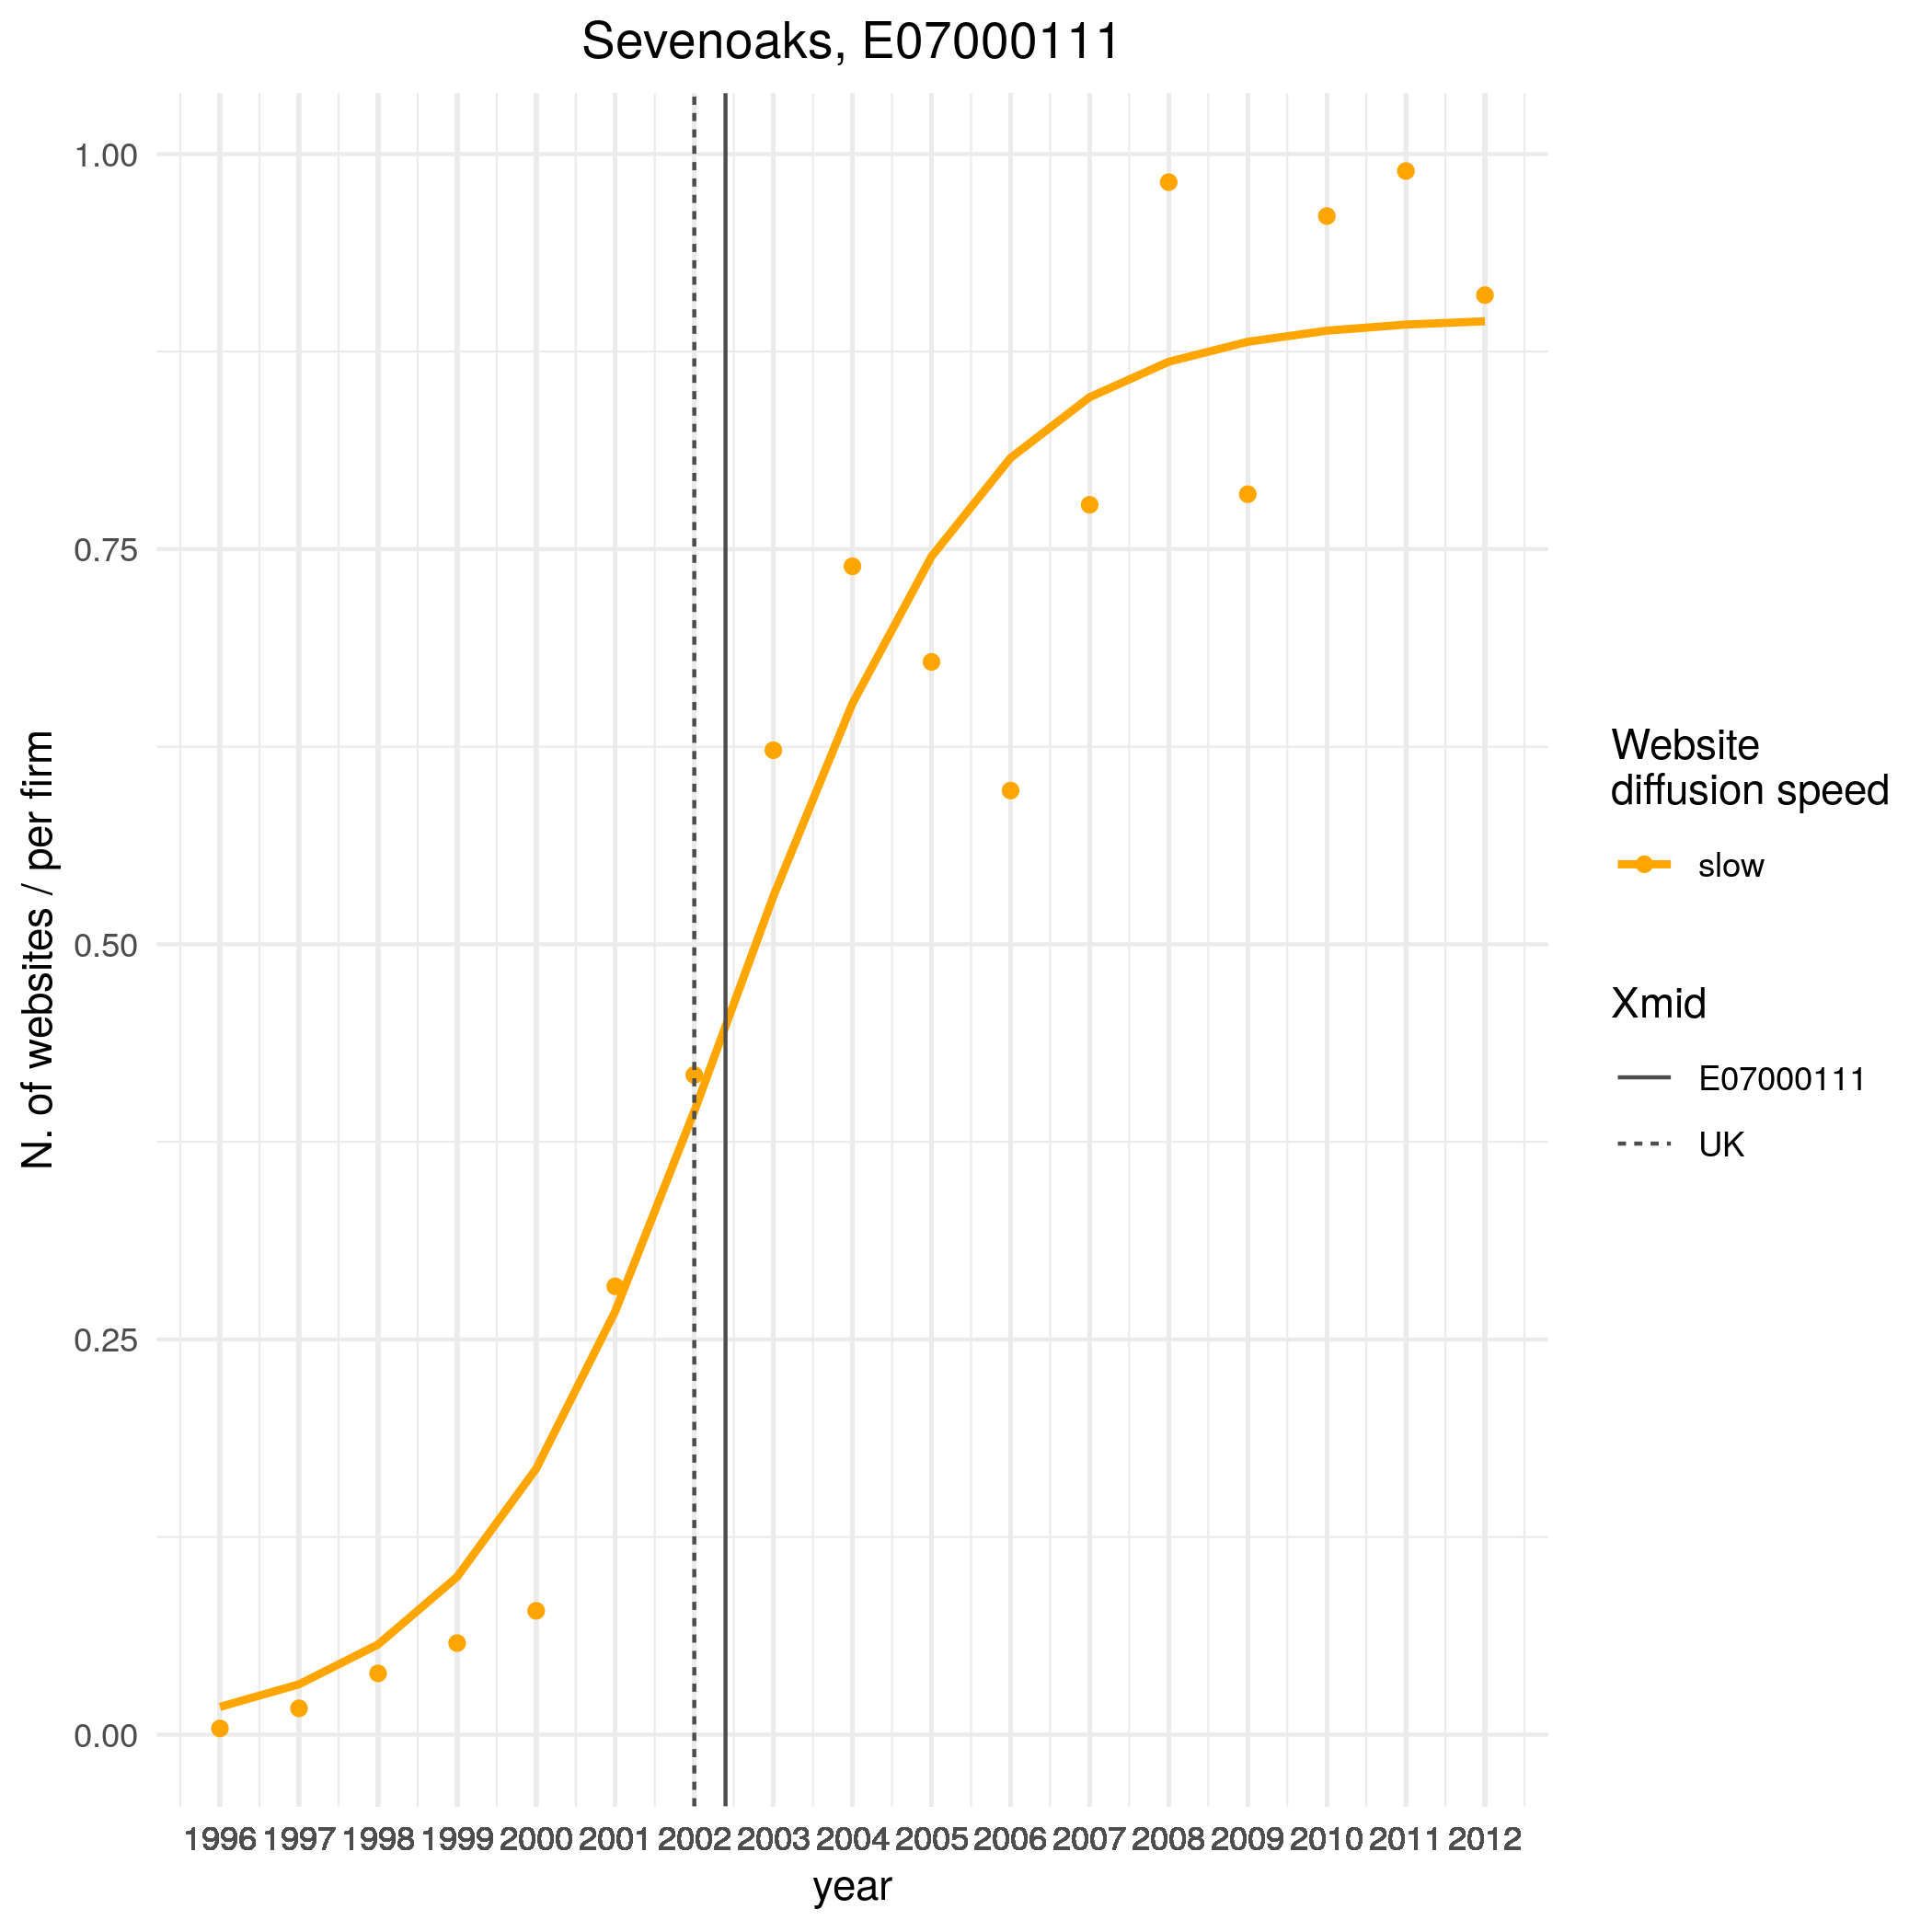 Sevenoaks, E07000111
1.00
0.75
0.50
0.25
0.00
N. of websites / per firm
1996 1997 1998 1999 2000 2001 2002 2003 2004 2005 2006 2007 2008 2009 2010 2011 2012
year
Website
diffusion speed
slow
Xmid
E07000111
UK